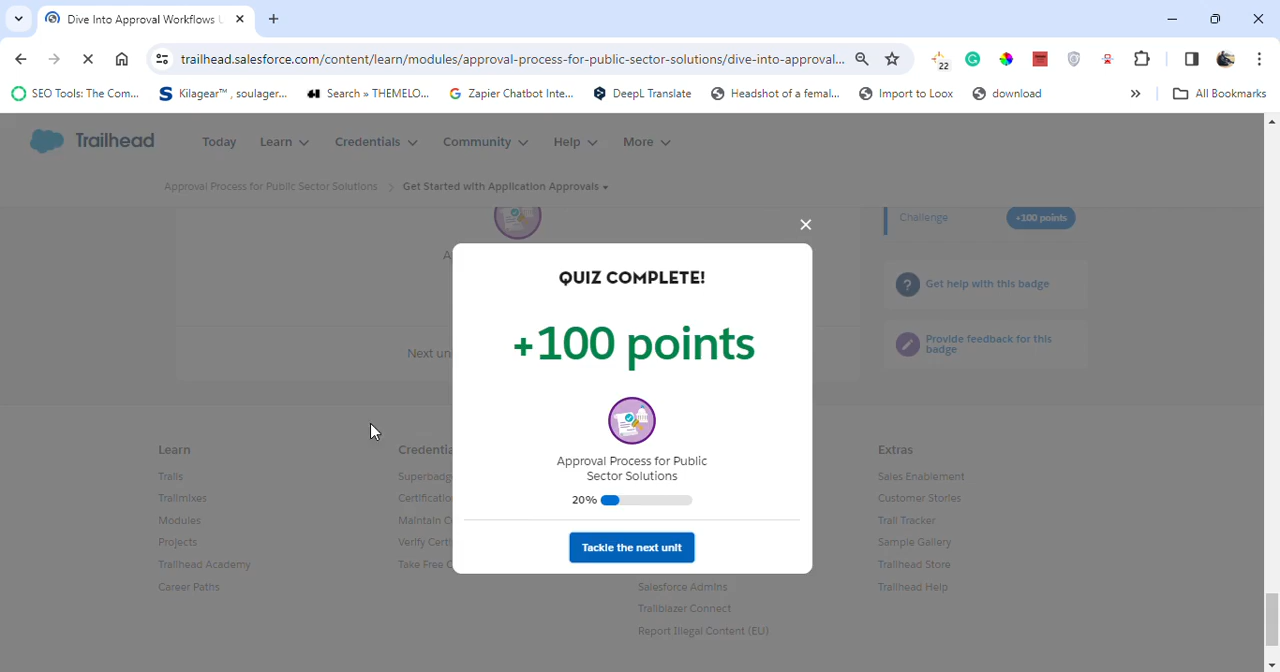 Dive Into Approval Workflows U
trailhead.salesforce.com/content/learn/modules/approval-process-for-public-sector-solutions/dive-into-approval...
22
SEO Tools: The Com...
Kilagear™ , soulager...
Search » THEMELO...
Zapier Chatbot Inte...
DeepL Translate
Headshot of a femal...
Import to Loox
download
»
All Bookmarks
Trailhead
Today
Learn
Credentials
Community
Help
More
Approval Process for Public Sector Solutions
Get Started with Application Approvals
Challenge
+100 points
A
Get help with this badge
Provide feedback for this
badge
Next un
QUIZ COMPLETE!
+100 points
Approval Process for Public
Sector Solutions
20%
Tackle the next unit
Learn
Trails
Trailmixes
Modules
Projects
Trailhead Academy
Career Paths
Credentia
Superbadg
Certificatio
Maintain C
Verify Certi
Take Free C
Salesforce Admins
Trailblazer Connect
Report Illegal Content (EU)
Extras
Sales Enablement
Customer Stories
Trail Tracker
Sample Gallery
Trailhead Store
Trailhead Help